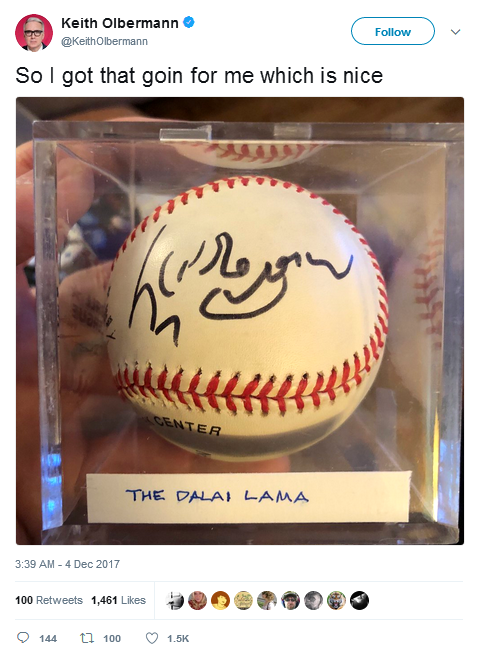 Keith Olbermann
@KeithOlbermann
Follow
So I got that goin for me which is nice
CENTER
THE DALAI LAMA
3:39 AM - 4 Dec 2017
100 Retweets 1,461 Likes
144 100 1.5K